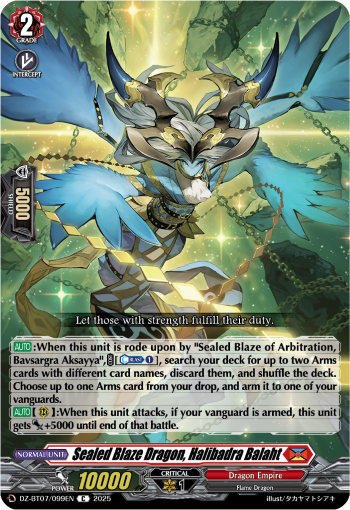 2
GRADE
INTERCEPT
5000
SHIELD
Let those with strength fulfill their duty.
AUTO:When this unit is rode upon by "Sealed Blaze of Arbitration,
Bavsargra Aksayya", [BLAST 1], search your deck for up to two Arms
cards with different card names, discard them, and shuffle the deck.
Choose up to one Arms card from your drop, and arm it to one of your
vanguards.
AUTO :When this unit attacks, if your vanguard is armed, this unit
gets +5000 until end of that battle.
NORMAL UNIT
Sealed Blaze Dragon, Halibadra Balaht
POWER 10000
CRITICAL
1
Dragon Empire
Flame Dragon
DZ-BT07/099EN C 2025
illust/タカヤマトシアキ